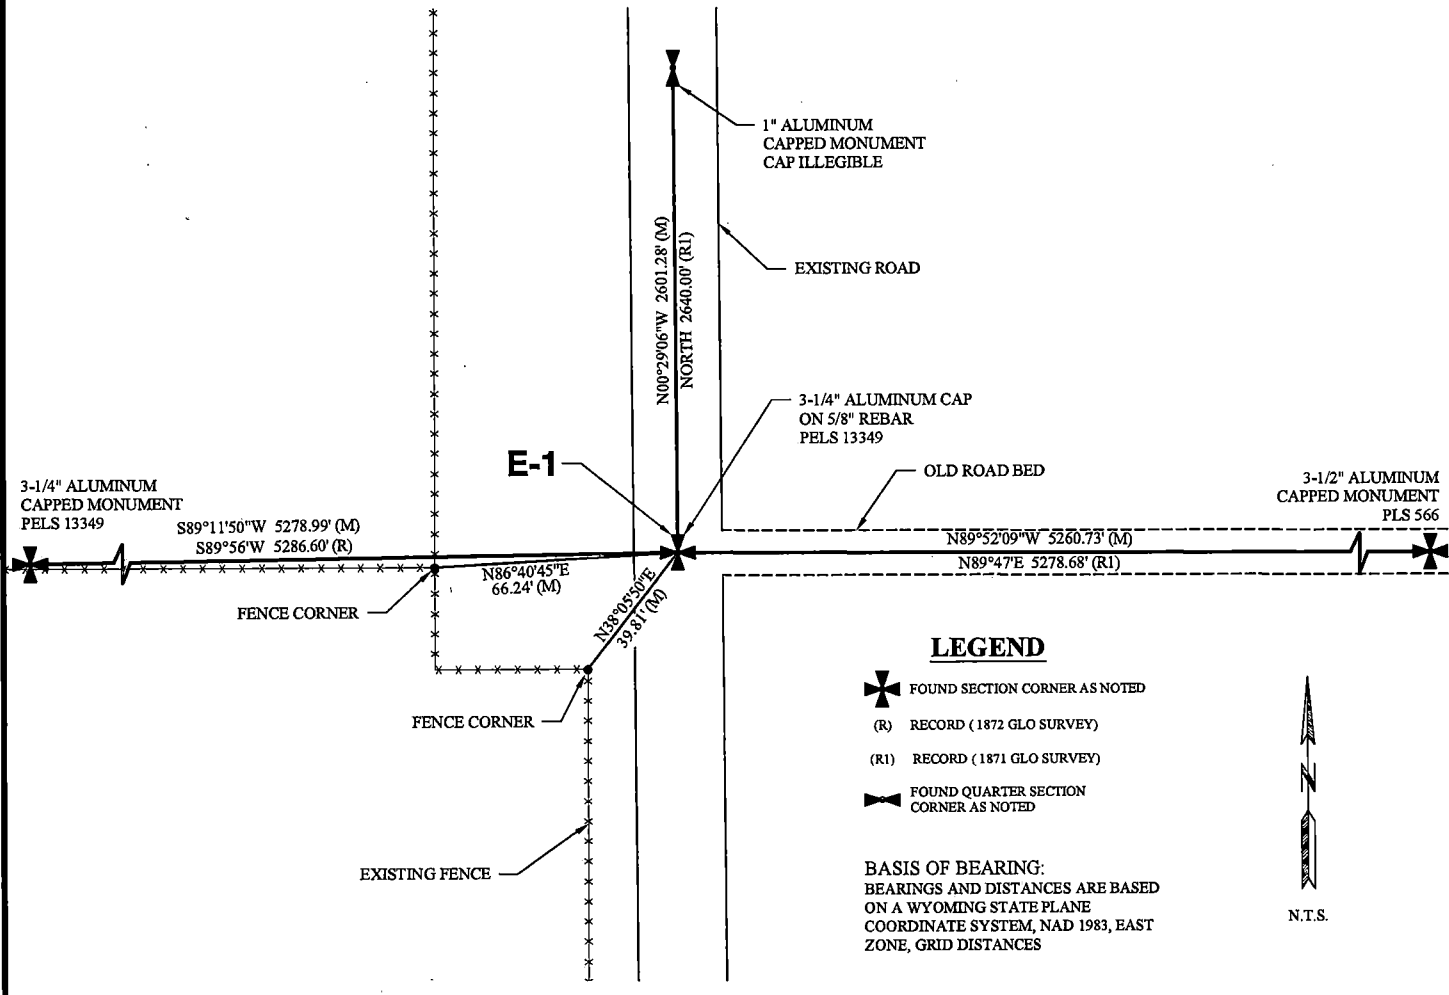 1" ALUMINUM
CAPPED MONUMENT
CAP ILLEGIBLE
N00°29'06"W 2601.28' (M)
NORTH 2640.00' (R1)
EXISTING ROAD
3-1/4" ALUMINUM CAP
ON 5/8" REBAR
PELS 13349
E-1
OLD ROAD BED
3-1/4" ALUMINUM
CAPPED MONUMENT
PELS 13349
3-1/2" ALUMINUM
CAPPED MONUMENT
PLS 566
S89°11'50"W 5278.99' (M)
S89°56'W 5286.60' (R)
N89°52'09"W 5260.73' (M)
N89°47'E 5278.68' (R1)
N86°40'45"E
66.24' (M)
N38°05'50"E
39.81' (M)
FENCE CORNER
FENCE CORNER
EXISTING FENCE
LEGEND
FOUND SECTION CORNER AS NOTED
(R) RECORD ( 1872 GLO SURVEY)
(R1) RECORD ( 1871 GLO SURVEY)
FOUND QUARTER SECTION
CORNER AS NOTED
BASIS OF BEARING:
BEARINGS AND DISTANCES ARE BASED
ON A WYOMING STATE PLANE
COORDINATE SYSTEM, NAD 1983, EAST
ZONE, GRID DISTANCES
N
N.T.S.